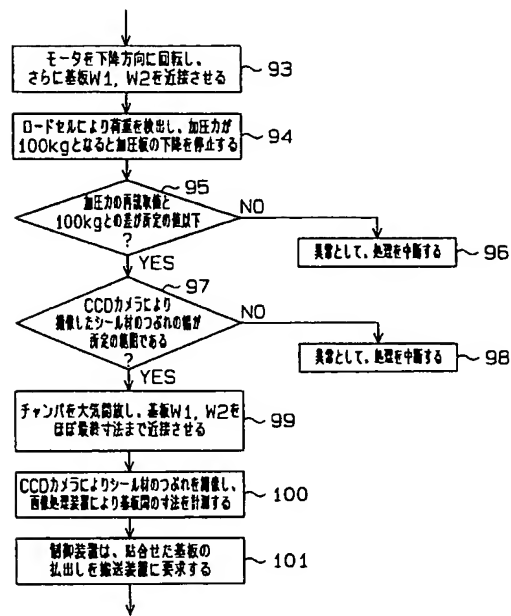 モータを下降方向に回転し、
さらに基板W1, W2を近接させる
93
ロードセルにより荷重を検出し、加圧力が
100kgとなると加圧板の下降を停止する
94
95
加圧力の再読取値と
100kgとの差が所定の値以下
?
NO
YES
異常として、処理を中断する
96
97
CCDカメラにより
撮像したシール材のつぶれの幅が
所定の範囲である
?
NO
YES
異常として、処理を中断する
98
チャンバを大気開放し、基板W1, W2を
ほぼ最終寸法まで近接させる
99
CCDカメラによりシール材のつぶれを撮像し、
画像処理装置により基板間の寸法を計測する
100
制御装置は、貼合せた基板の
払出しを搬送装置に要求する
101